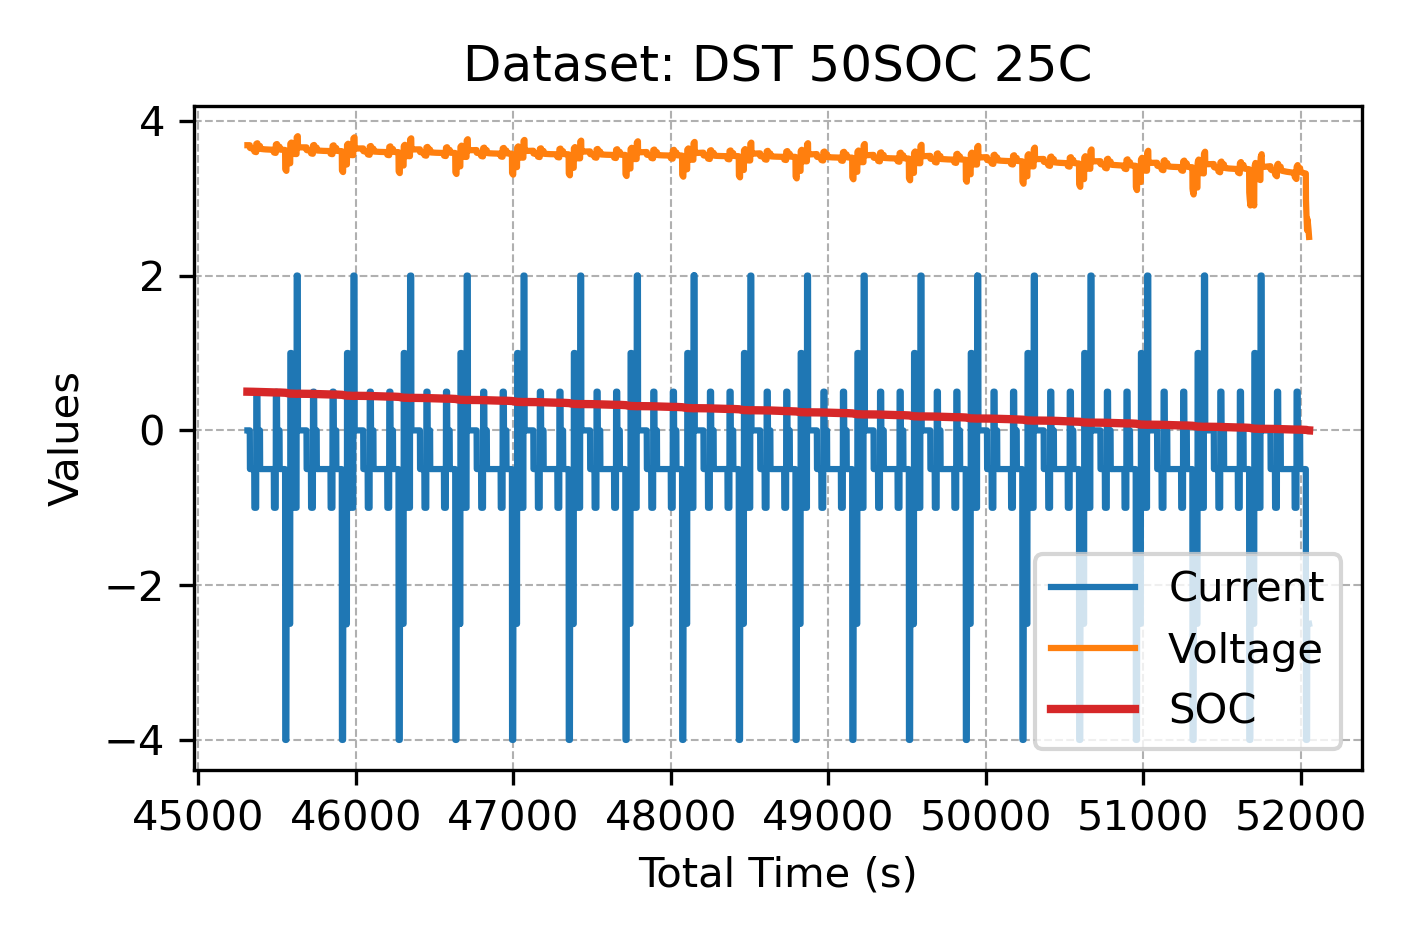 Dataset: DST 50SOC 25C
Values
4
2
0
−2
−4
Current
Voltage
SOC
45000 46000 47000 48000 49000 50000 51000 52000
Total Time (s)